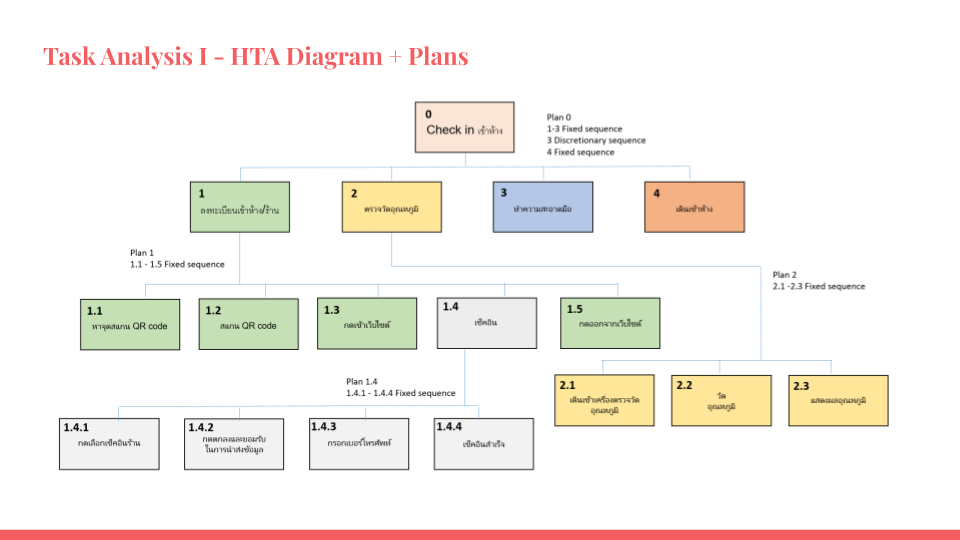 Task Analysis I - HTA Diagram + Plans
0
Check in เข้าห้าง
Plan 0
1-3 Fixed sequence
3 Discretionary sequence
4 Fixed sequence
1
ลงทะเบียนเข้าห้าง/ร้าน
2
ตรวจวัดอุณหภูมิ
3
ทำความสะอาดมือ
4
เดินเข้าห้าง
Plan 1
1.1 - 1.5 Fixed sequence
Plan 2
2.1 -2.3 Fixed sequence
1.1
หาจุดสแกน QR code
1.2
สแกน QR code
1.3
กดเข้าเว็บไซต์
1.4
เช็คอิน
1.5
กดออกจากเว็บไซต์
Plan 1.4
1.4.1 - 1.4.4 Fixed sequence
2.1
เดินเข้าเครื่องตรวจวัด
อุณหภูมิ
2.2
วัด
อุณหภูมิ
2.3
แสดงผลอุณหภูมิ
1.4.1
กดเลือกเช็คอินร้าน
1.4.2
กดตกลงและยอมรับ
ในการนำส่งข้อมูล
1.4.3
กรอกเบอร์โทรศัพท์
1.4.4
เช็คอินสำเร็จ